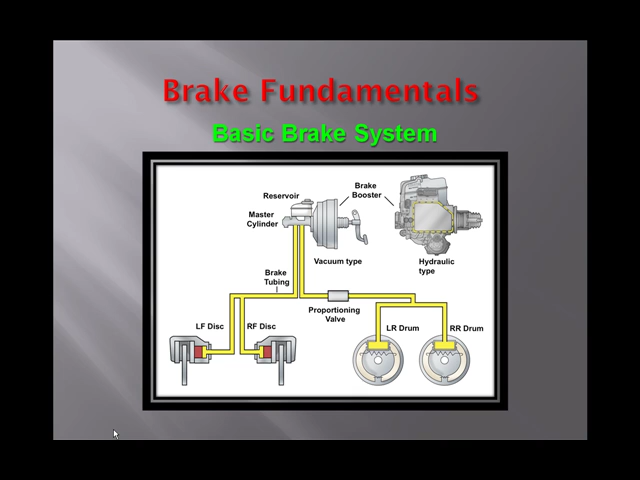 Brake Fundamentals
Basic Brake System
Reservoir
Brake
Booster
Master
Cylinder
Vacuum type
Hydraulic
type
Brake
Tubing
Proportioning
Valve
LF Disc
RF Disc
LR Drum
RR Drum